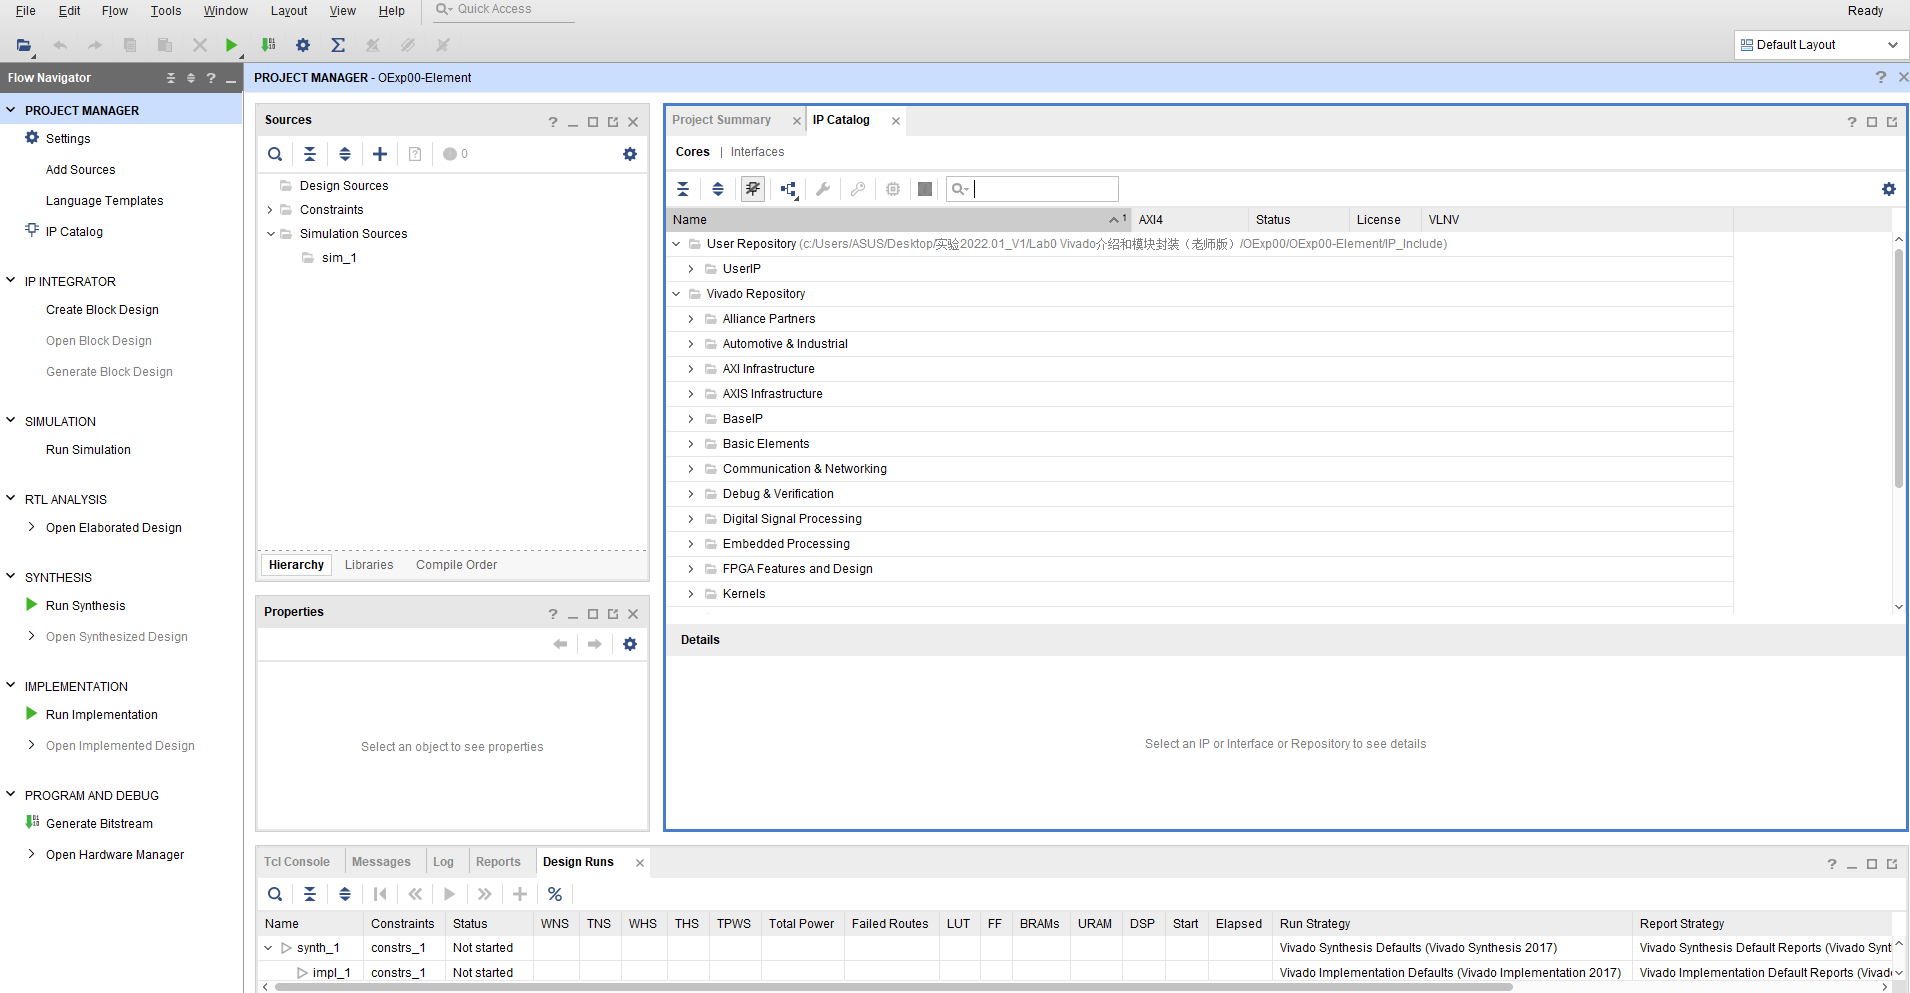 File Edit Flow Tools Window Layout View Help Quick Access Ready
Default Layout
Flow Navigator
PROJECT MANAGER - OExp00-Element
PROJECT MANAGER
Settings
Add Sources
Language Templates
IP Catalog
IP INTEGRATOR
Create Block Design
Open Block Design
Generate Block Design
SIMULATION
Run Simulation
RTL ANALYSIS
Open Elaborated Design
SYNTHESIS
Run Synthesis
Open Synthesized Design
IMPLEMENTATION
Run Implementation
Open Implemented Design
PROGRAM AND DEBUG
Generate Bitstream
Open Hardware Manager
Sources
0
Design Sources
Constraints
Simulation Sources
sim_1
Hierarchy Libraries Compile Order
Properties
Select an object to see properties
Project Summary IP Catalog
Cores | Interfaces
Name 1 AXI4 Status License VLNV
User Repository (c:/Users/ASUS/Desktop/实验2022.01_V1/Lab0 Vivado介绍和模块封装（老师版）/OExp00/OExp00-Element/IP_Include)
UserIP
Vivado Repository
Alliance Partners
Automotive & Industrial
AXI Infrastructure
AXIS Infrastructure
BaseIP
Basic Elements
Communication & Networking
Debug & Verification
Digital Signal Processing
Embedded Processing
FPGA Features and Design
Kernels
Details
Select an IP or Interface or Repository to see details
Tcl Console Messages Log Reports Design Runs
Name Constraints Status WNS TNS WHS THS TPWS Total Power Failed Routes LUT FF BRAMs URAM DSP Start Elapsed Run Strategy Report Strategy
synth_1 constrs_1 Not started Vivado Synthesis Defaults (Vivado Synthesis 2017) Vivado Synthesis Default Reports (Vivado Synt
impl_1 constrs_1 Not started Vivado Implementation Defaults (Vivado Implementation 2017) Vivado Implementation Default Reports (Vivad